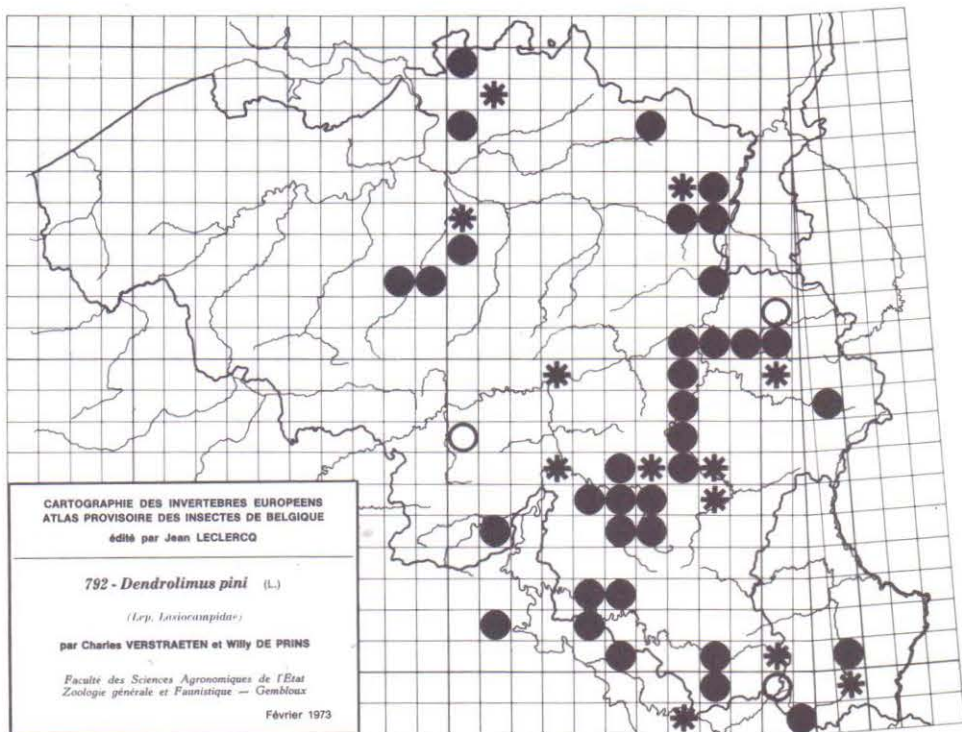 CARTOGRAPHIE DES INVERTEBRES EUROPEENS
ATLAS PROVISOIRE DES INSECTES DE BELGIQUE
édité par Jean LECLERCQ
792 - Dendrolimus pini (L.)
(Lep. Lasiocampidae)
par Charles VERSTRAETEN et Willy DE PRINS
Faculté des Sciences Agronomiques de l'Etat
Zoologie générale et Faunistique — Gembloux
Février 1973